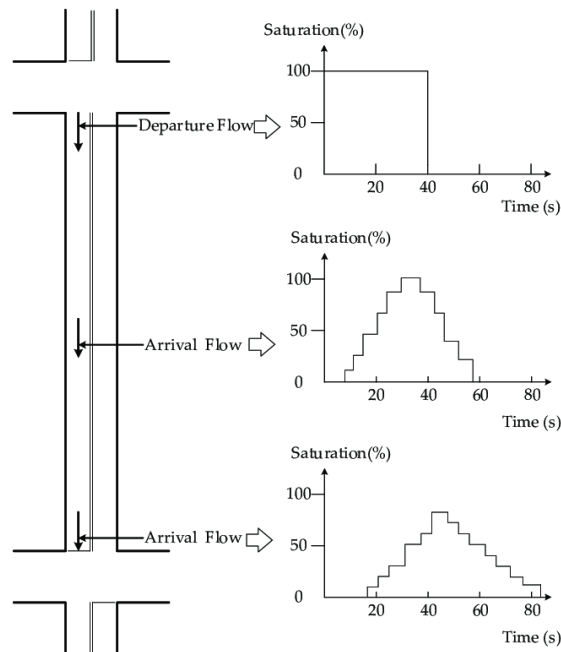 Saturation(%)
100
50
0
20 40 60 80
Time (s)
Departure Flow
Saturation(%)
100
50
0
20 40 60 80
Time (s)
Arrival Flow
Saturation(%)
100
50
0
20 40 60 80
Time (s)
Arrival Flow